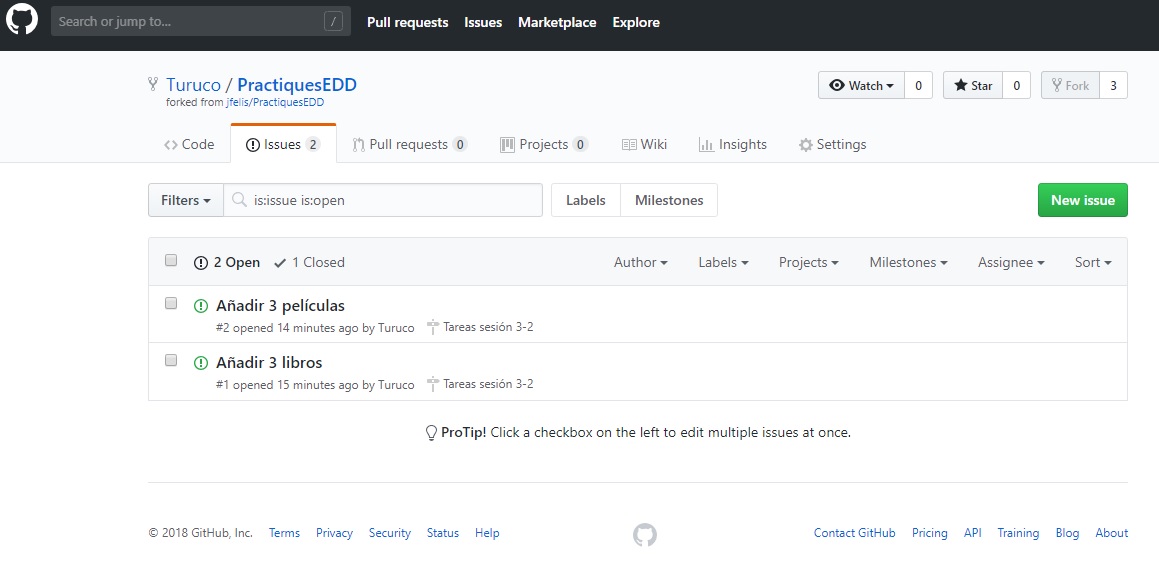 Search or jump to... / Pull requests Issues Marketplace Explore
Turuco / PractiquesEDD Watch 0 Star 0 Fork 3
forked from jfelis/PractiquesEDD
Code Issues 2 Pull requests 0 Projects 0 Wiki Insights Settings
Filters is:issue is:open Labels Milestones New issue
2 Open 1 Closed Author Labels Projects Milestones Assignee Sort
Añadir 3 películas
#2 opened 14 minutes ago by Turuco Tareas sesión 3-2
Añadir 3 libros
#1 opened 15 minutes ago by Turuco Tareas sesión 3-2
ProTip! Click a checkbox on the left to edit multiple issues at once.
© 2018 GitHub, Inc. Terms Privacy Security Status Help Contact GitHub Pricing API Training Blog About